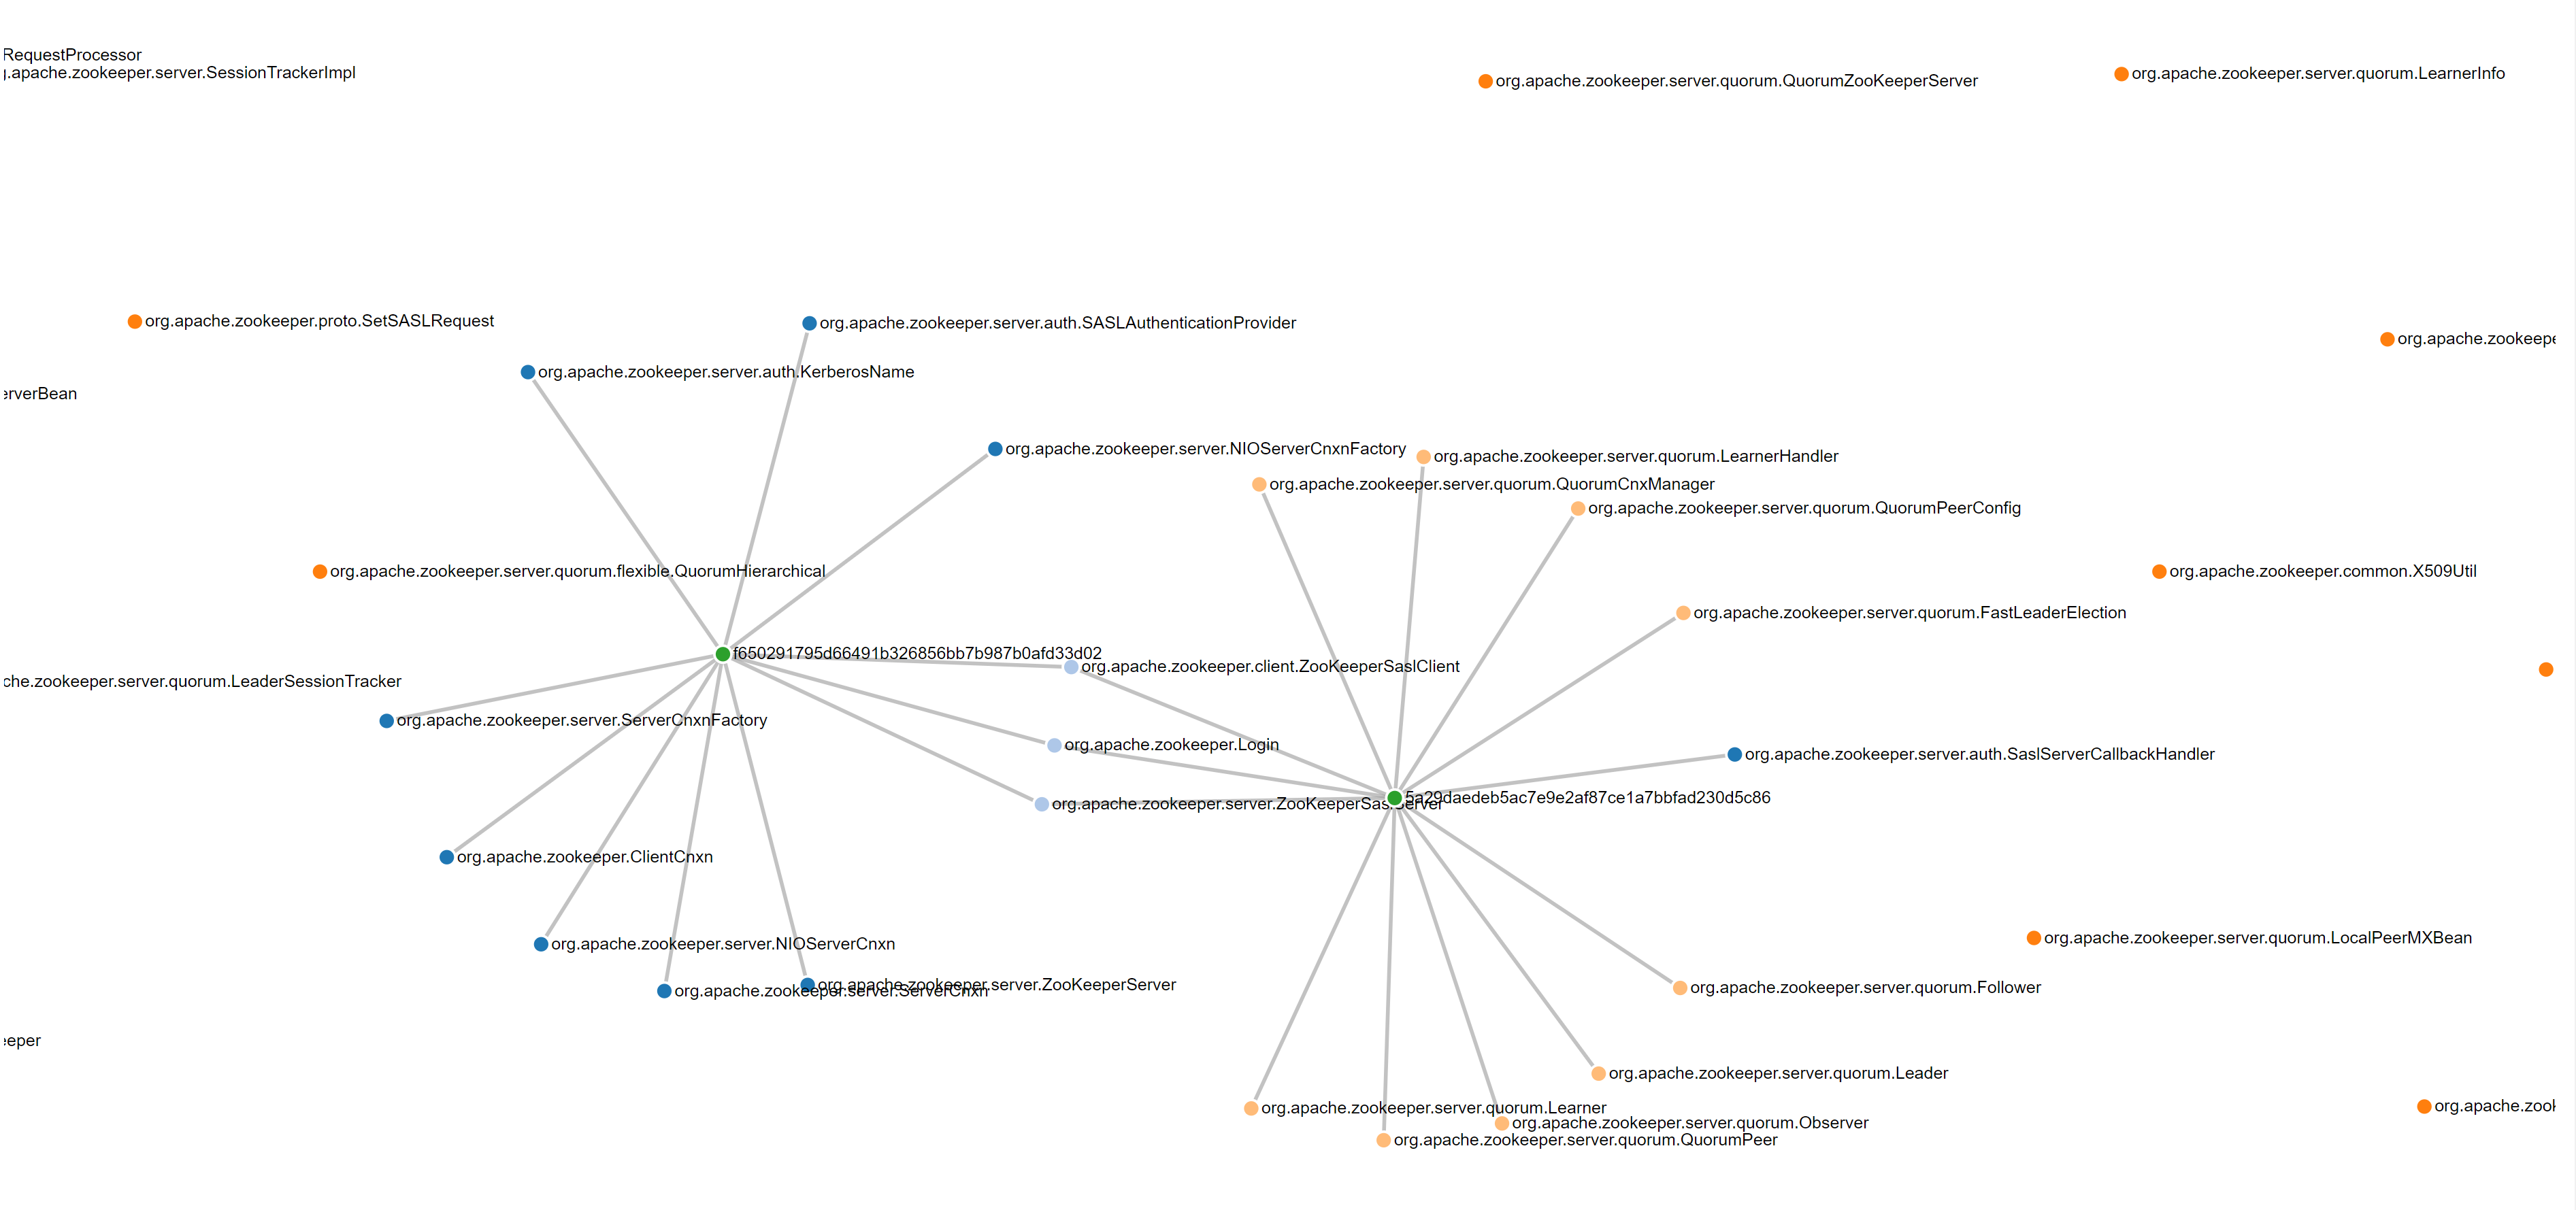 RequestProcessor
g.apache.zookeeper.server.SessionTrackerImpl
org.apache.zookeeper.server.quorum.QuorumZooKeeperServer
org.apache.zookeeper.server.quorum.LearnerInfo
org.apache.zookeeper.proto.SetSASLRequest
org.apache.zookeeper.server.auth.SASLAuthenticationProvider
org.apache.zookeepe
org.apache.zookeeper.server.auth.KerberosName
erverBean
org.apache.zookeeper.server.NIOServerCnxnFactory
org.apache.zookeeper.server.quorum.LearnerHandler
org.apache.zookeeper.server.quorum.QuorumCnxManager
org.apache.zookeeper.server.quorum.QuorumPeerConfig
org.apache.zookeeper.server.quorum.flexible.QuorumHierarchical
org.apache.zookeeper.common.X509Util
org.apache.zookeeper.server.quorum.FastLeaderElection
f650291795d66491b326856bb7b987b0afd33d02
org.apache.zookeeper.client.ZooKeeperSaslClient
che.zookeeper.server.quorum.LeaderSessionTracker
org.apache.zookeeper.server.ServerCnxnFactory
org.apache.zookeeper.Login
org.apache.zookeeper.server.auth.SaslServerCallbackHandler
org.apache.zookeeper.server.ZooKeeperSaslServer
5a29daedeb5ac7e9e2af87ce1a7bbfad230d5c86
org.apache.zookeeper.ClientCnxn
org.apache.zookeeper.server.quorum.LocalPeerMXBean
org.apache.zookeeper.server.NIOServerCnxn
org.apache.zookeeper.server.ZooKeeperServer
org.apache.zookeeper.server.ServerCnxn
org.apache.zookeeper.server.quorum.Follower
eeper
org.apache.zookeeper.server.quorum.Leader
org.apache.zook
org.apache.zookeeper.server.quorum.Learner
org.apache.zookeeper.server.quorum.Observer
org.apache.zookeeper.server.quorum.QuorumPeer